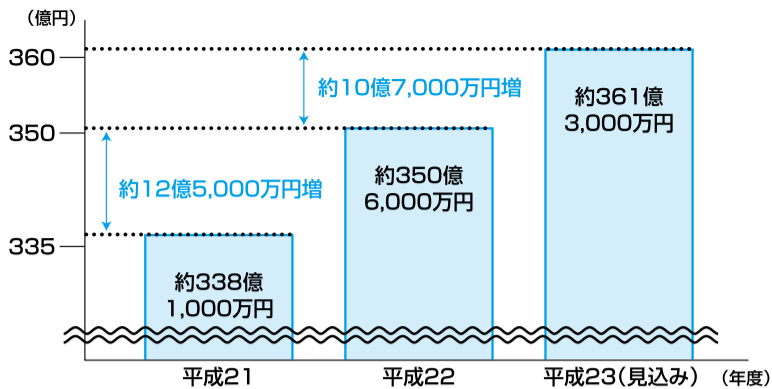 （億円）
360
350
335
約10億7,000万円増
約12億5,000万円増
約361億
3,000万円
約350億
6,000万円
約338億
1,000万円
平成21
平成22
平成23（見込み）
（年度）